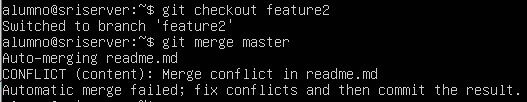 alumno@sriserver:~$ git checkout feature2
Switched to branch 'feature2'
alumno@sriserver:~$ git merge master
Auto-merging readme.md
CONFLICT (content): Merge conflict in readme.md
Automatic merge failed; fix conflicts and then commit the result.